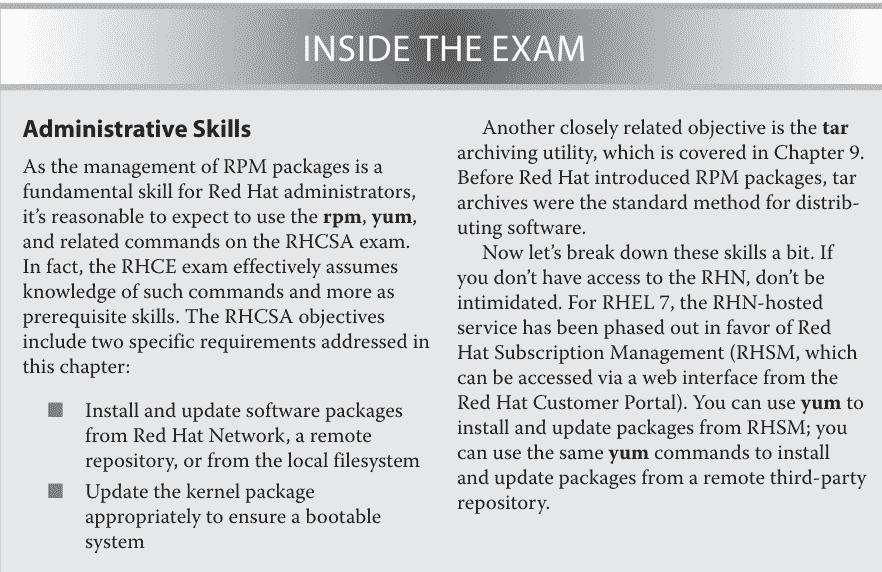 INSIDE THE EXAM
Administrative Skills
As the management of RPM packages is a
fundamental skill for Red Hat administrators,
it’s reasonable to expect to use the rpm, yum,
and related commands on the RHCSA exam.
In fact, the RHCE exam effectively assumes
knowledge of such commands and more as
prerequisite skills. The RHCSA objectives
include two specific requirements addressed in
this chapter:
■ Install and update software packages
from Red Hat Network, a remote
repository, or from the local filesystem
■ Update the kernel package
appropriately to ensure a bootable
system
Another closely related objective is the tar
archiving utility, which is covered in Chapter 9.
Before Red Hat introduced RPM packages, tar
archives were the standard method for distrib-
uting software.
Now let’s break down these skills a bit. If
you don’t have access to the RHN, don’t be
intimidated. For RHEL 7, the RHN-hosted
service has been phased out in favor of Red
Hat Subscription Management (RHSM, which
can be accessed via a web interface from the
Red Hat Customer Portal). You can use yum to
install and update packages from RHSM; you
can use the same yum commands to install
and update packages from a remote third-party
repository.